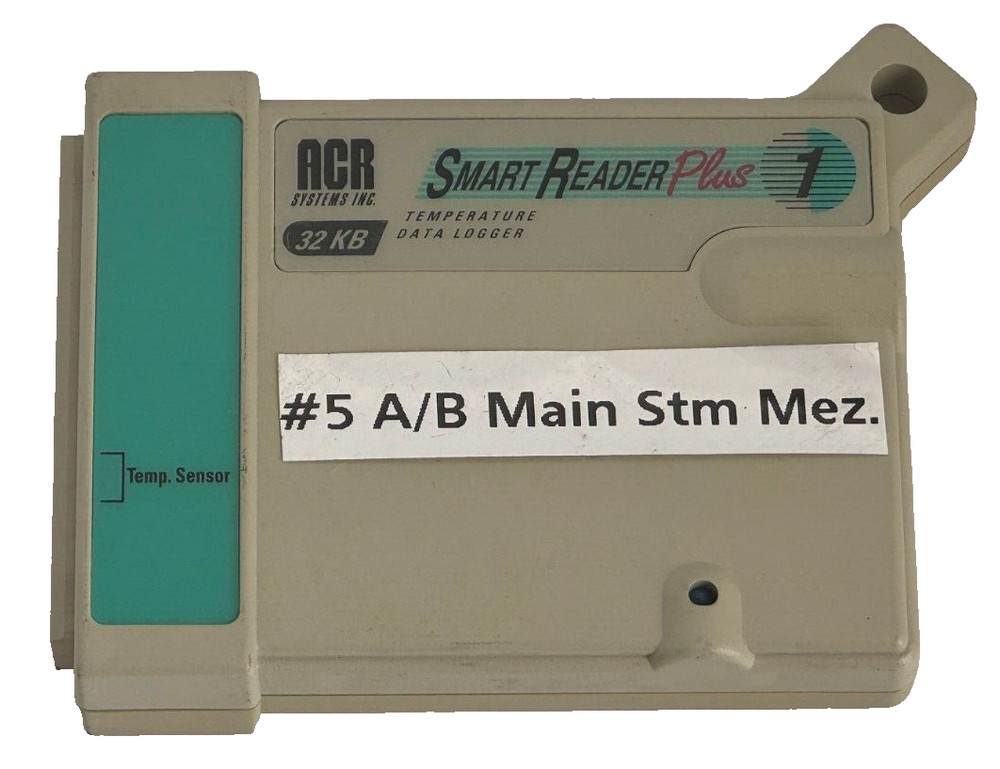 ACR
SYSTEMS INC.
32 KB
SMART READER Plus 1
TEMPERATURE
DATA LOGGER
#5 A/B Main Stm Mez.
Temp. Sensor